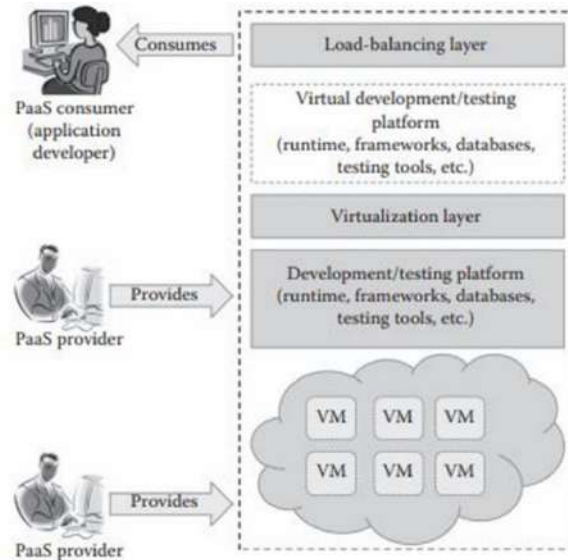 Consumes
PaaS consumer
(application
developer)
Load-balancing layer
Virtual development/testing
platform
(runtime, frameworks, databases,
testing tools, etc.)
Virtualization layer
Provides
PaaS provider
Development/testing platform
(runtime, frameworks, databases,
testing tools, etc.)
VM VM VM
VM VM VM
Provides
PaaS provider